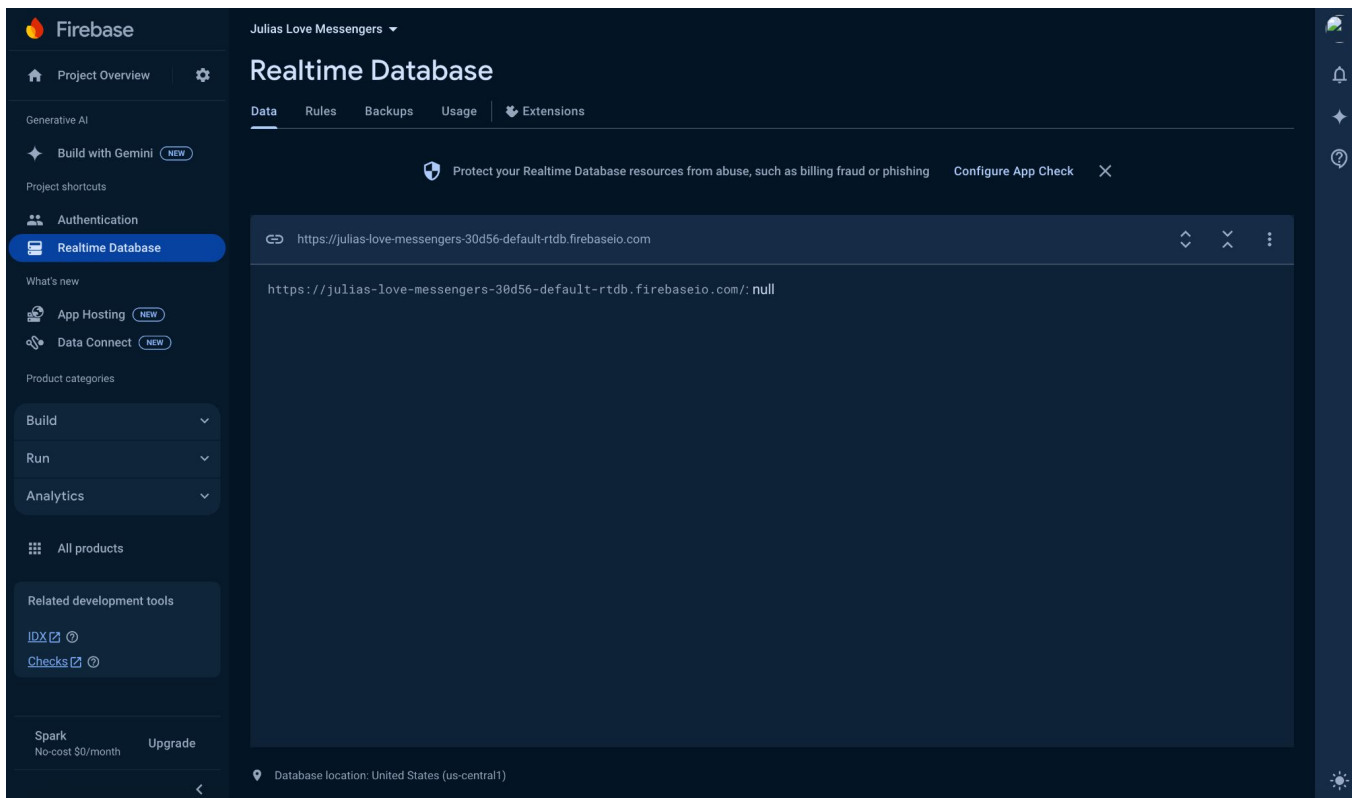 Firebase
Project Overview
Generative AI
Build with Gemini NEW
Project shortcuts
Authentication
Realtime Database
What's new
App Hosting NEW
Data Connect NEW
Product categories
Build
Run
Analytics
All products
Related development tools
IDX
Checks
Spark
No-cost $0/month
Upgrade
Julias Love Messengers
Realtime Database
Data Rules Backups Usage Extensions
Protect your Realtime Database resources from abuse, such as billing fraud or phishing Configure App Check
https://julias-love-messengers-30d56-default-rtdb.firebaseio.com
https://julias-love-messengers-30d56-default-rtdb.firebaseio.com/: null
Database location: United States (us-central1)